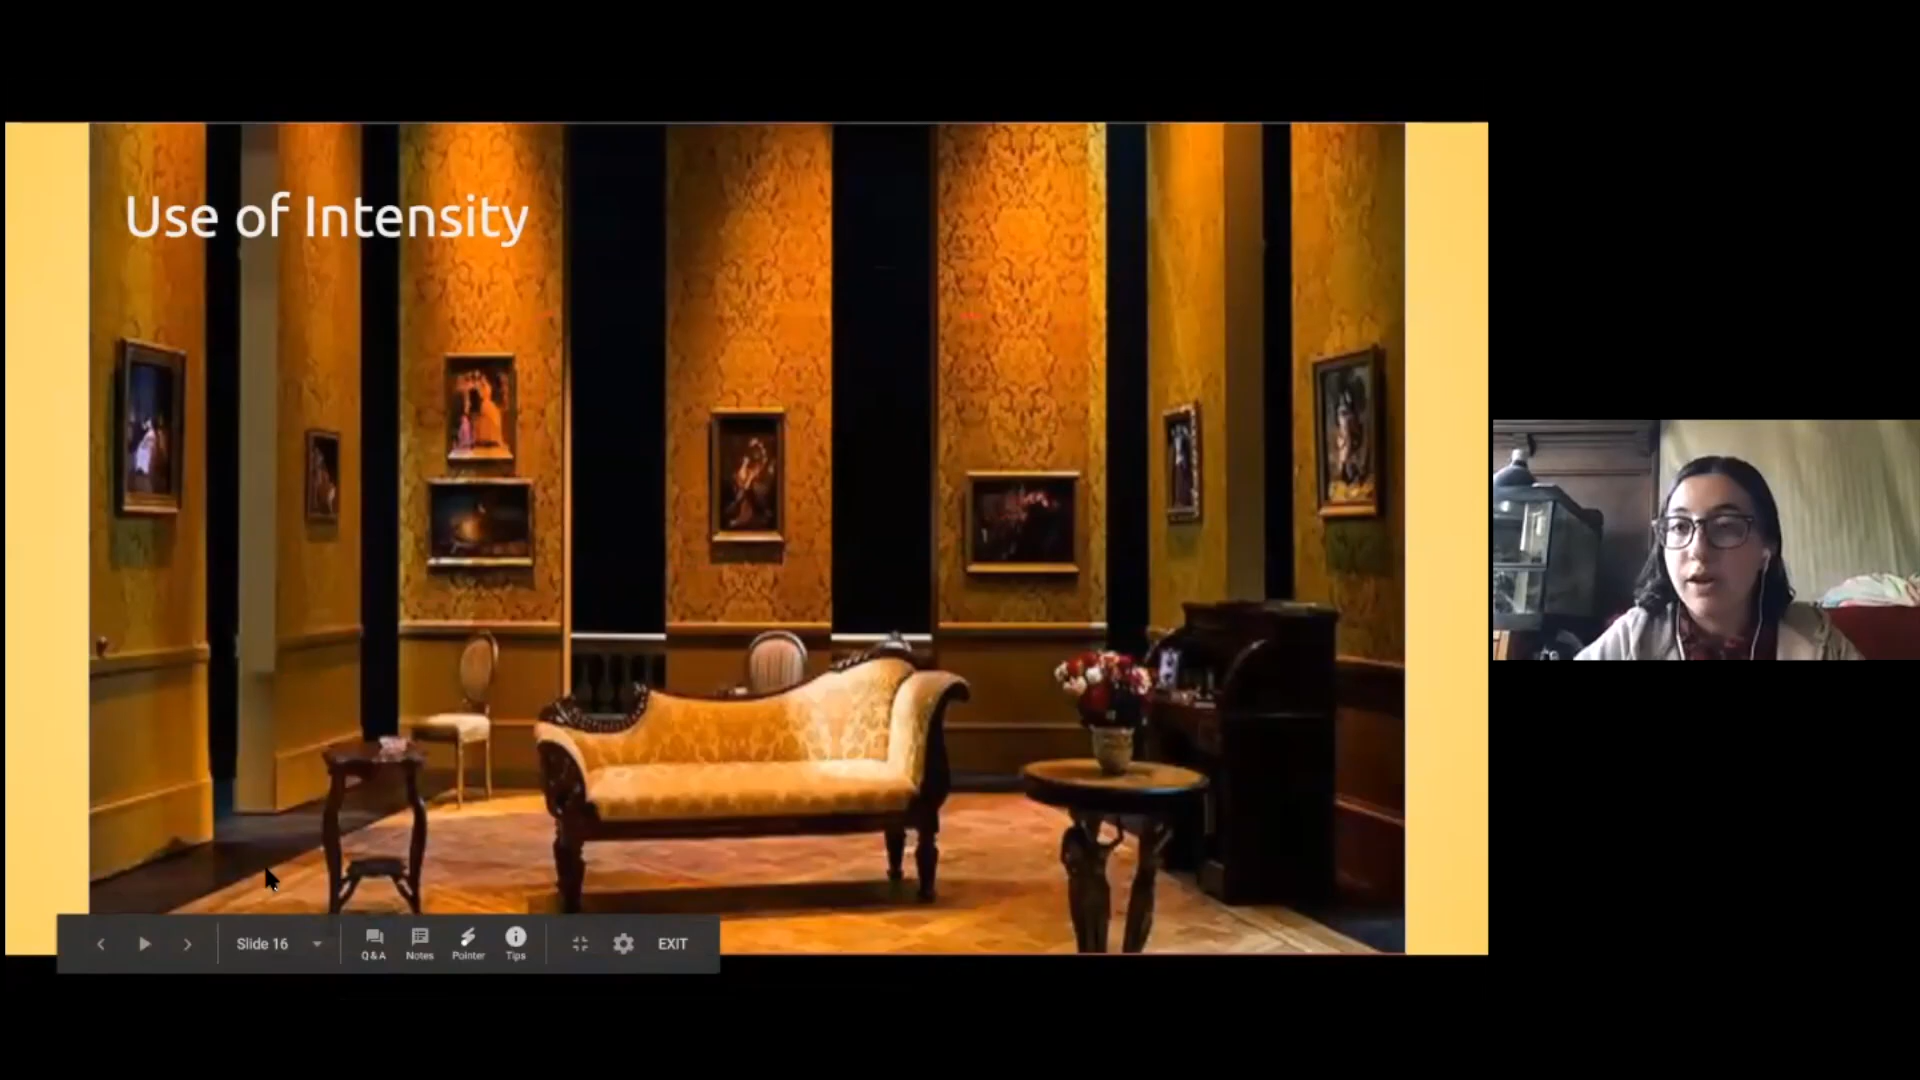 Use of Intensity
Slide 16
Q&A
Notes
Pointer
Tips
EXIT